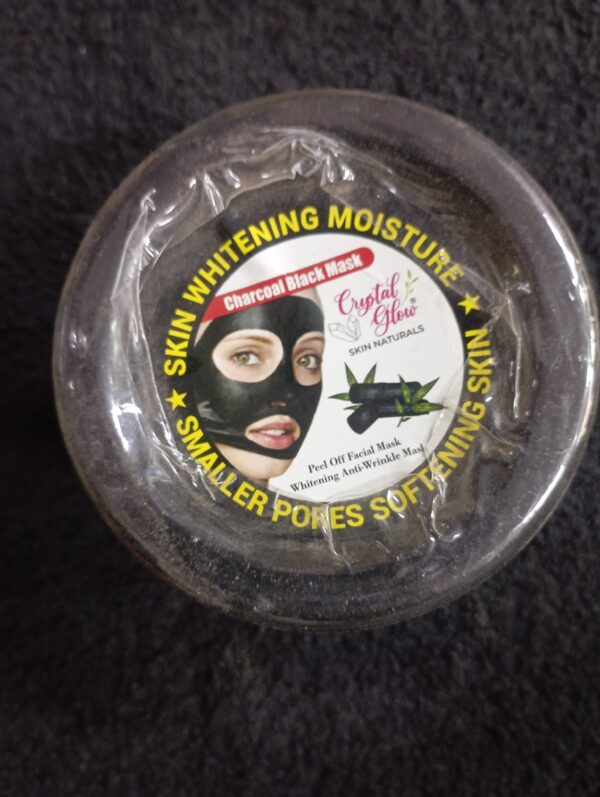 SKIN WHITENING MOISTURE
Charcoal Black Mask
Crystal
Glow®
SKIN NATURALS
Peel Off Facial Mask
Whitening Anti-Wrinkle Mask
SMALLER PORES SOFTENING SKIN